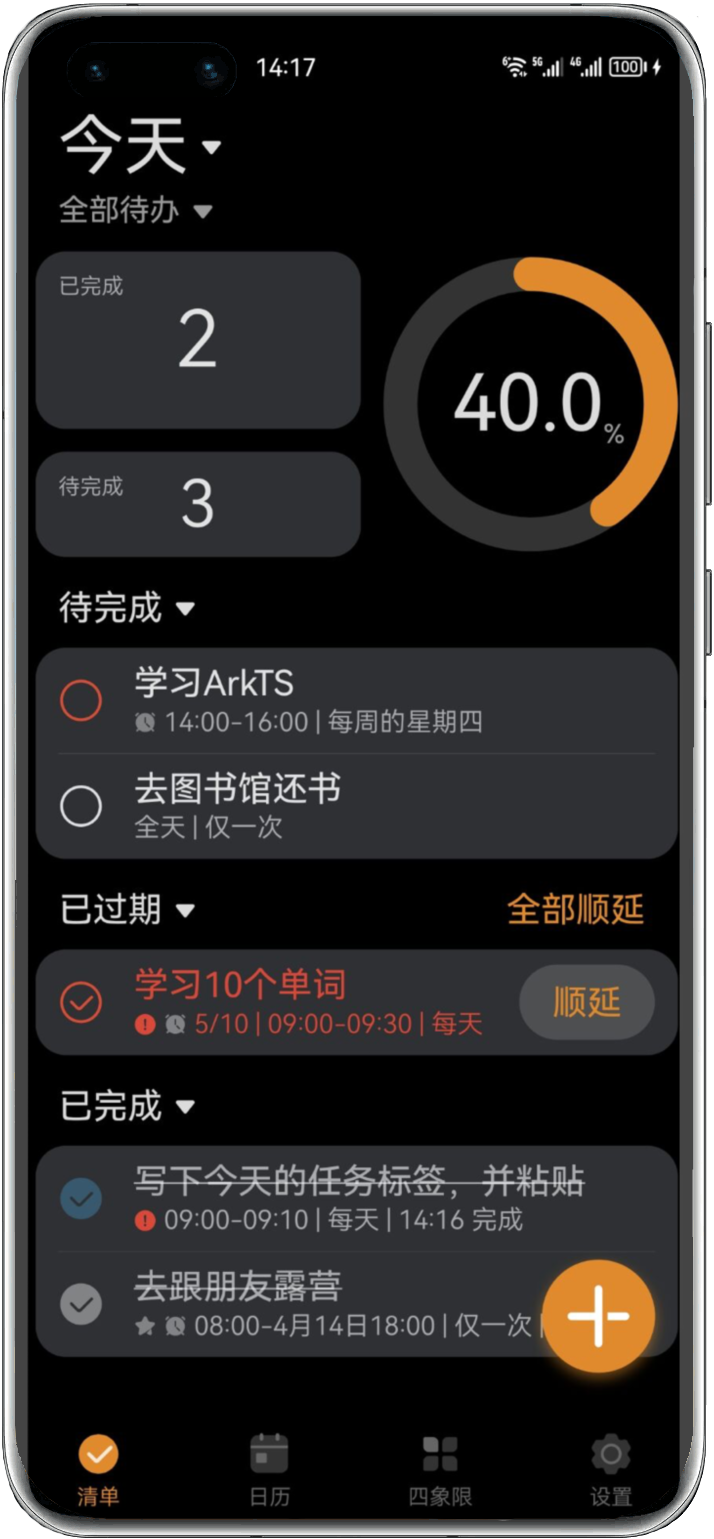 14:17
6 5G 4G 100
今天
全部待办
已完成
2
40.0%
待完成
3
待完成
学习ArkTS
14:00-16:00 | 每周的星期四
去图书馆还书
全天 | 仅一次
已过期
全部顺延
学习10个单词
5/10 | 09:00-09:30 | 每天
顺延
已完成
写下今天的任务标签，并粘贴
09:00-09:10 | 每天 | 14:16 完成
去跟朋友露营
08:00-4月14日18:00 | 仅一次 |
清单
日历
四象限
设置